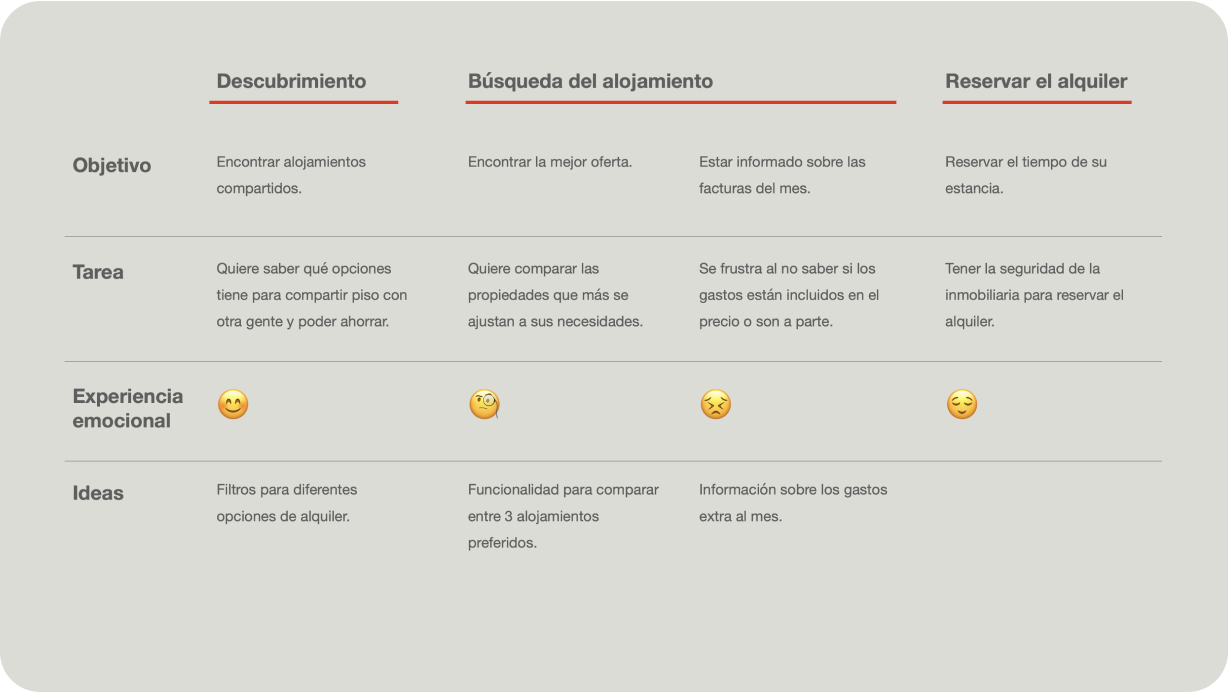 Descubrimiento
Búsqueda del alojamiento
Reservar el alquiler
Objetivo
Encontrar alojamientos
compartidos.
Encontrar la mejor oferta.
Estar informado sobre las
facturas del mes.
Reservar el tiempo de su
estancia.
Tarea
Quiere saber qué opciones
tiene para compartir piso con
otra gente y poder ahorrar.
Quiere comparar las
propiedades que más se
ajustan a sus necesidades.
Se frustra al no saber si los
gastos están incluidos en el
precio o son a parte.
Tener la seguridad de la
inmobiliaria para reservar el
alquiler.
Experiencia
emocional
Ideas
Filtros para diferentes
opciones de alquiler.
Funcionalidad para comparar
entre 3 alojamientos
preferidos.
Información sobre los gastos
extra al mes.